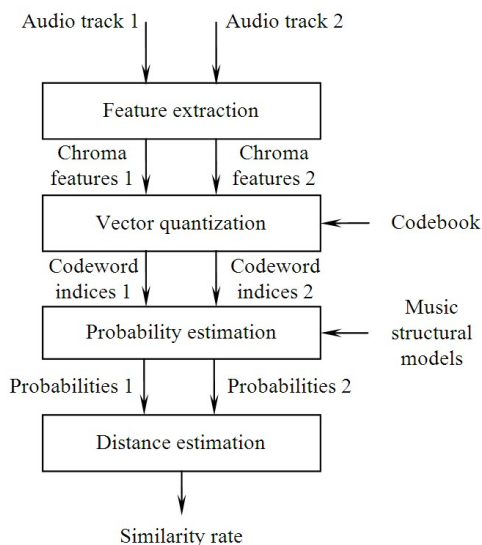 Audio track 1
Audio track 2
Feature extraction
Chroma
features 1
Chroma
features 2
Vector quantization
Codebook
Codeword
indices 1
Codeword
indices 2
Probability estimation
Music
structural
models
Probabilities 1
Probabilities 2
Distance estimation
Similarity rate